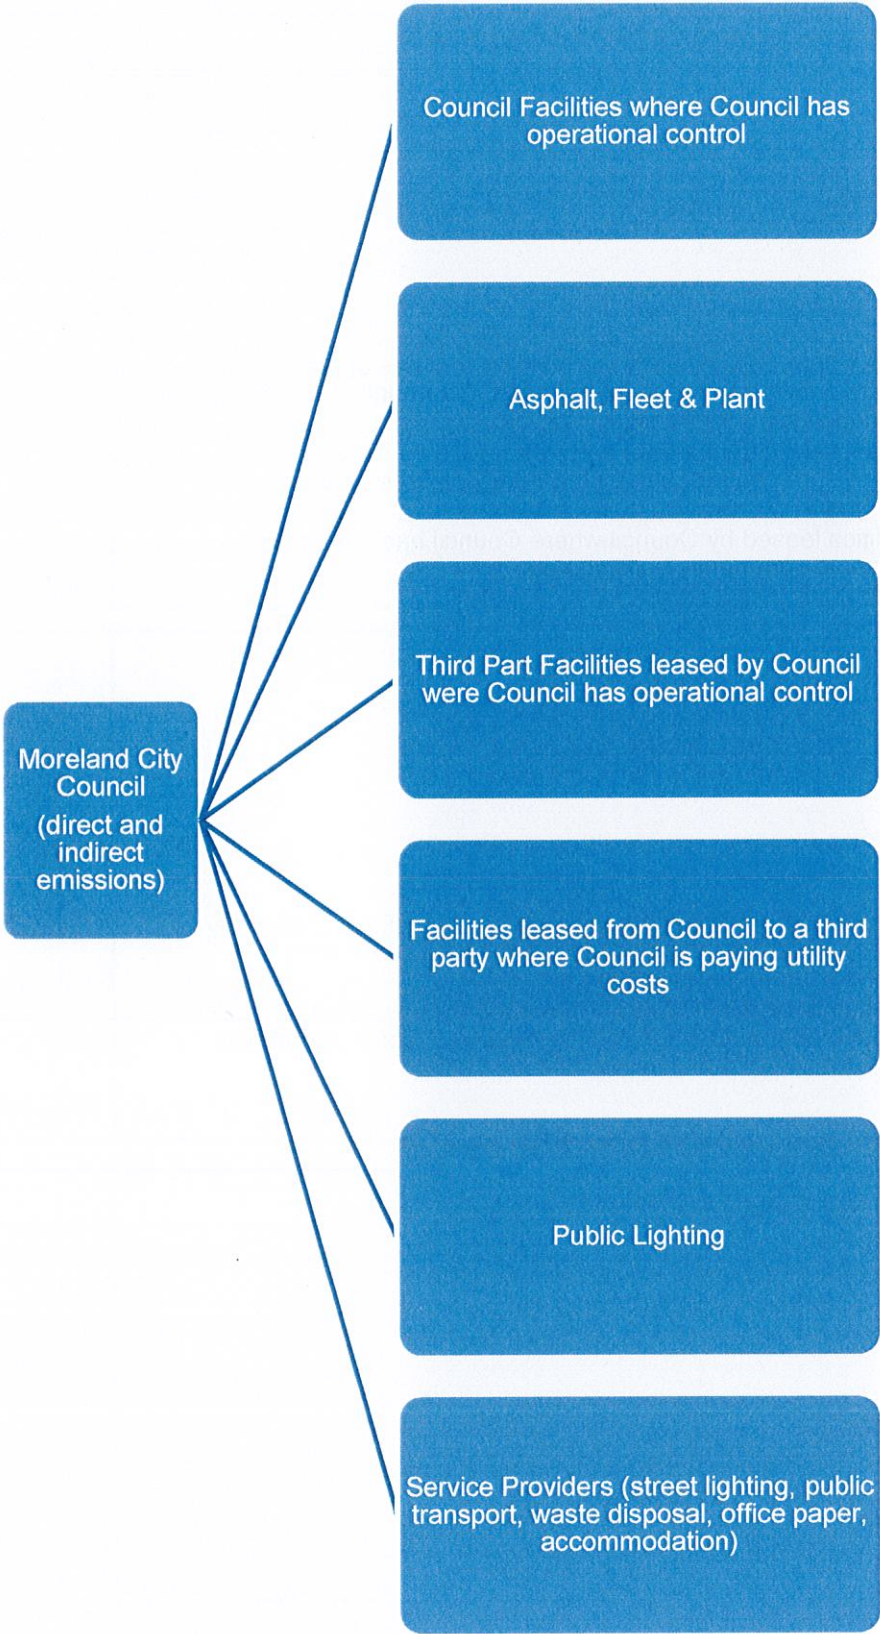 Council Facilities where Council has
operational control
Asphalt, Fleet & Plant
Third Part Facilities leased by Council
were Council has operational control
Moreland City
Council
(direct and
indirect
emissions)
Facilities leased from Council to a third
party where Council is paying utility
costs
Public Lighting
Service Providers (street lighting, public
transport, waste disposal, office paper,
accommodation)